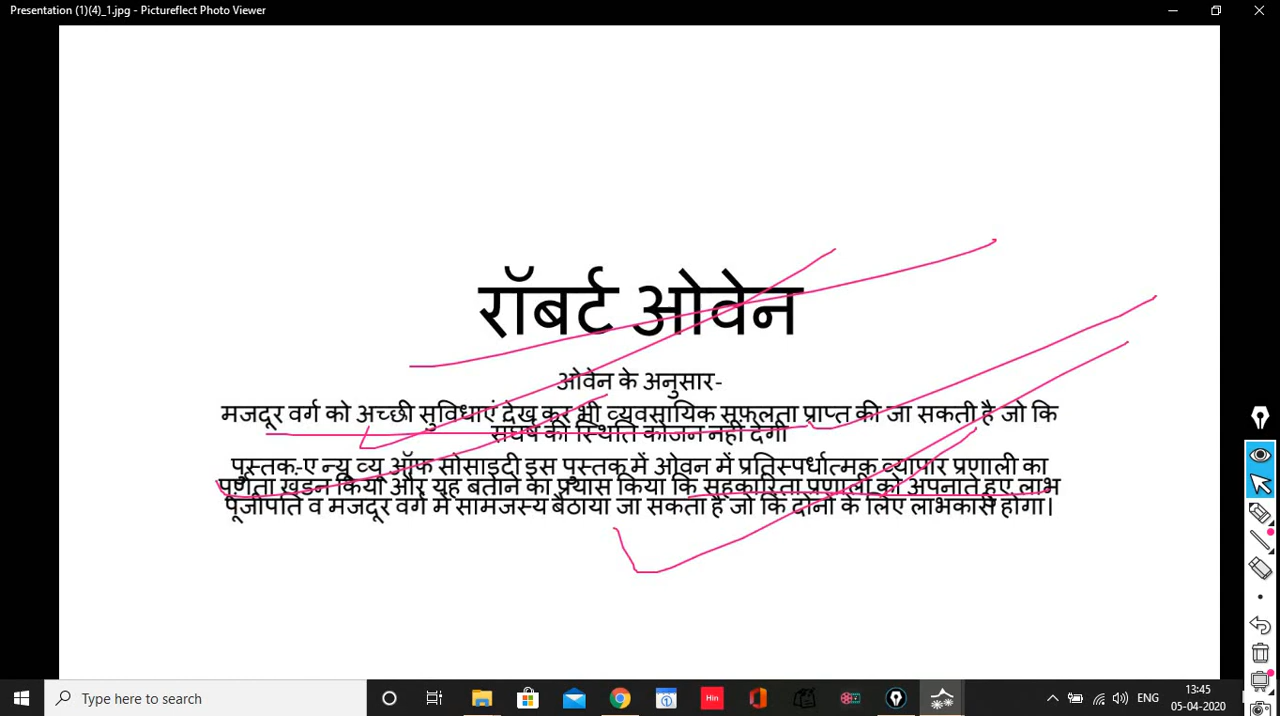 Presentation (1)(4)_1.jpg - Pictureflect Photo Viewer
रॉबर्ट ओवेन
ओवेन के अनुसार-
मजदूर वर्ग को अच्छी सुविधाएं देख कर भी व्यवसायिक सफलता प्राप्त की जा सकती है जो कि
संघर्ष की स्थिति कोजन नहीं देगी
पुस्तक-ए न्यू व्यू ऑफ सोसाइटी इस पुस्तक में ओवन में प्रतिस्पर्धात्मक व्यापार प्रणाली का
पूर्णता खंडन किया और यह बताने का प्रयास किया कि सहकारिता प्रणाली को अपनाते हुए लाभ
पूंजीपति व मजदूर वर्ग में सामंजस्य बैठाया जा सकता है जो कि दोनों के लिए लाभकारी होगा।
Type here to search
Hin
ENG
13:45
05-04-2020